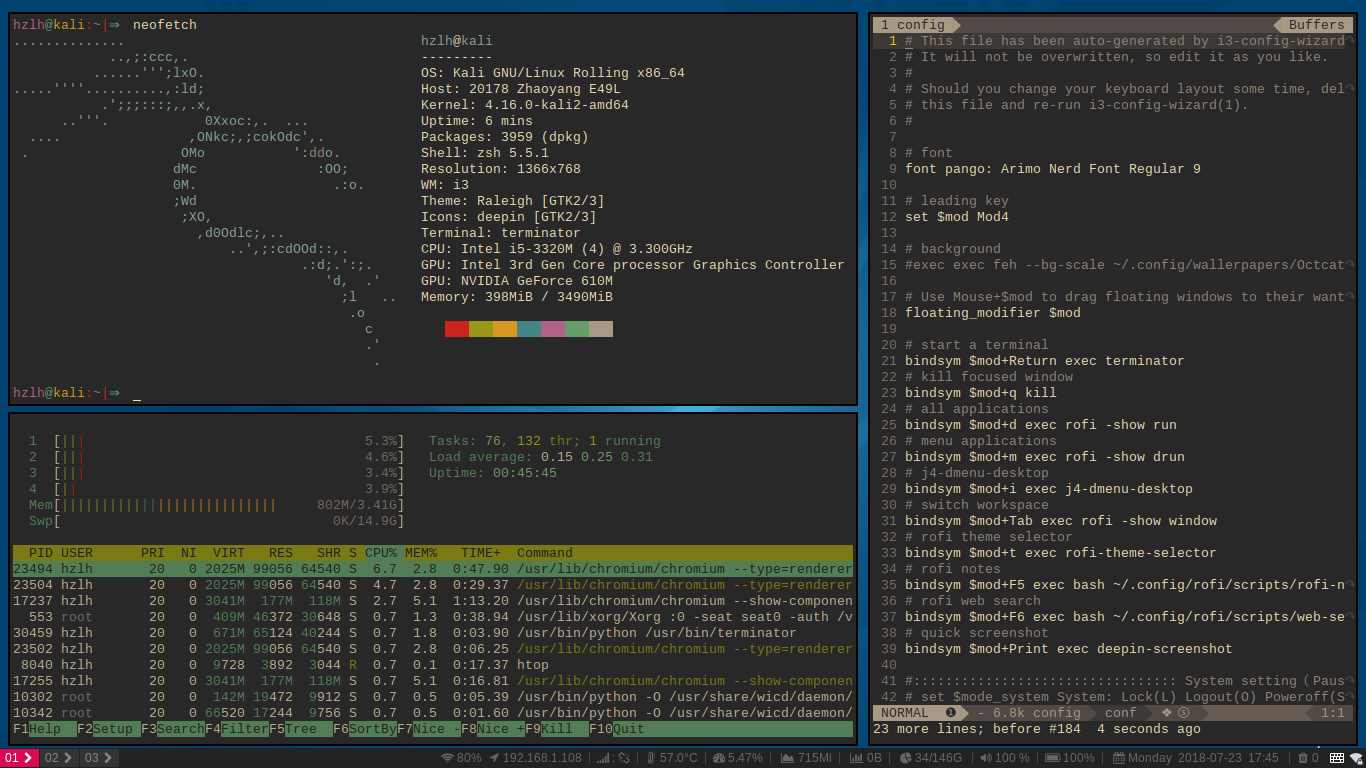 hzlh@kali:~|⇒ neofetch
hzlh@kali
---------
OS: Kali GNU/Linux Rolling x86_64
Host: 20178 Zhaoyang E49L
Kernel: 4.16.0-kali2-amd64
Uptime: 6 mins
Packages: 3959 (dpkg)
Shell: zsh 5.5.1
Resolution: 1366x768
WM: i3
Theme: Raleigh [GTK2/3]
Icons: deepin [GTK2/3]
Terminal: terminator
CPU: Intel i5-3320M (4) @ 3.300GHz
GPU: Intel 3rd Gen Core processor Graphics Controller
GPU: NVIDIA GeForce 610M
Memory: 398MiB / 3490MiB
hzlh@kali:~|⇒ _
1 [||| 5.3%] Tasks: 76, 132 thr; 1 running
2 [||| 4.6%] Load average: 0.15 0.25 0.31
3 [||| 3.4%] Uptime: 00:45:45
4 [|| 3.9%]
Mem[||||||||||||||||||||||||||| 802M/3.41G]
Swp[ 0K/14.9G]
PID USER PRI NI VIRT RES SHR S CPU% MEM% TIME+ Command
23494 hzlh 20 0 2025M 99056 64540 S 6.7 2.8 0:47.90 /usr/lib/chromium/chromium --type=renderer
23504 hzlh 20 0 2025M 99056 64540 S 4.7 2.8 0:29.37 /usr/lib/chromium/chromium --type=renderer
17237 hzlh 20 0 3041M 177M 118M S 2.7 5.1 1:13.20 /usr/lib/chromium/chromium --show-componen
553 root 20 0 409M 46372 30648 S 0.7 1.3 0:38.94 /usr/lib/xorg/Xorg :0 -seat seat0 -auth /v
30459 hzlh 20 0 671M 65124 40244 S 0.7 1.8 0:03.90 /usr/bin/python /usr/bin/terminator
23502 hzlh 20 0 2025M 99056 64540 S 0.7 2.8 0:06.25 /usr/lib/chromium/chromium --type=renderer
8040 hzlh 20 0 9728 3892 3044 R 0.7 0.1 0:17.37 htop
17255 hzlh 20 0 3041M 177M 118M S 0.7 5.1 0:16.81 /usr/lib/chromium/chromium --show-componen
10302 root 20 0 142M 19472 9912 S 0.7 0.5 0:05.39 /usr/bin/python -O /usr/share/wicd/daemon/
10342 root 20 0 66520 17244 9756 S 0.7 0.5 0:01.60 /usr/bin/python -O /usr/share/wicd/daemon/
F1Help F2Setup F3SearchF4FilterF5Tree F6SortByF7Nice -F8Nice +F9Kill F10Quit
1 config Buffers
1 # This file has been auto-generated by i3-config-wizard
2 # It will not be overwritten, so edit it as you like.
3 #
4 # Should you change your keyboard layout some time, del
5 # this file and re-run i3-config-wizard(1).
6 #
7
8 # font
9 font pango: Arimo Nerd Font Regular 9
10
11 # leading key
12 set $mod Mod4
13
14 # background
15 #exec exec feh --bg-scale ~/.config/wallerpapers/Octcat
16
17 # Use Mouse+$mod to drag floating windows to their want
18 floating_modifier $mod
19
20 # start a terminal
21 bindsym $mod+Return exec terminator
22 # kill focused window
23 bindsym $mod+q kill
24 # all applications
25 bindsym $mod+d exec rofi -show run
26 # menu applications
27 bindsym $mod+m exec rofi -show drun
28 # j4-dmenu-desktop
29 bindsym $mod+i exec j4-dmenu-desktop
30 # switch workspace
31 bindsym $mod+Tab exec rofi -show window
32 # rofi theme selector
33 bindsym $mod+t exec rofi-theme-selector
34 # rofi notes
35 bindsym $mod+F5 exec bash ~/.config/rofi/scripts/rofi-n
36 # rofi web search
37 bindsym $mod+F6 exec bash ~/.config/rofi/scripts/web-se
38 # quick screenshot
39 bindsym $mod+Print exec deepin-screenshot
40
41 #::::::::::::::::::::::::::::::::: System setting (Paus
42 # set $mode_system System: Lock(L) Logout(O) Poweroff(S
NORMAL ❶ - 6.8k config conf ❖ ⓢ 1:1
23 more lines; before #184 4 seconds ago
01 02 03 80% 192.168.1.108 57.0°C 5.47% 715Mi 0B 34/146G 100 % 100% Monday 2018-07-23 17:45 0